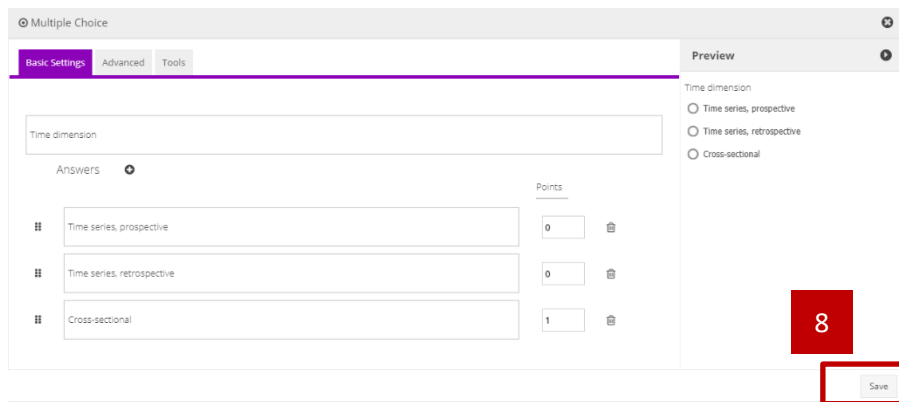 Multiple Choice
Basic Settings Advanced Tools
Preview
Time dimension
Time series, prospective
Time series, retrospective
Cross-sectional
Time dimension
Answers
Points
Time series, prospective 0
Time series, retrospective 0
Cross-sectional 1
8
Save